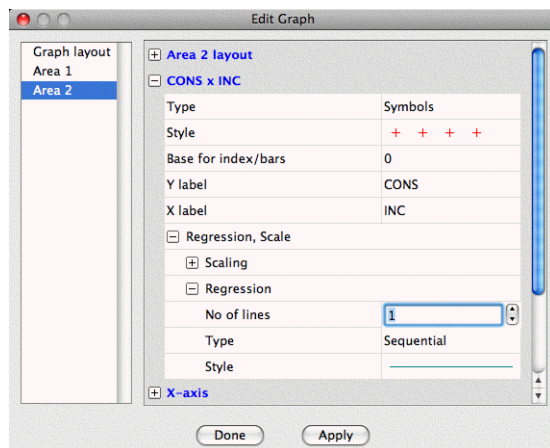 Edit Graph
Graph layout
Area 1
Area 2
Area 2 layout
CONS x INC
Type Symbols
Style + + + +
Base for index/bars 0
Y label CONS
X label INC
Regression, Scale
Scaling
Regression
No of lines 1
Type Sequential
Style
X-axis
Done Apply